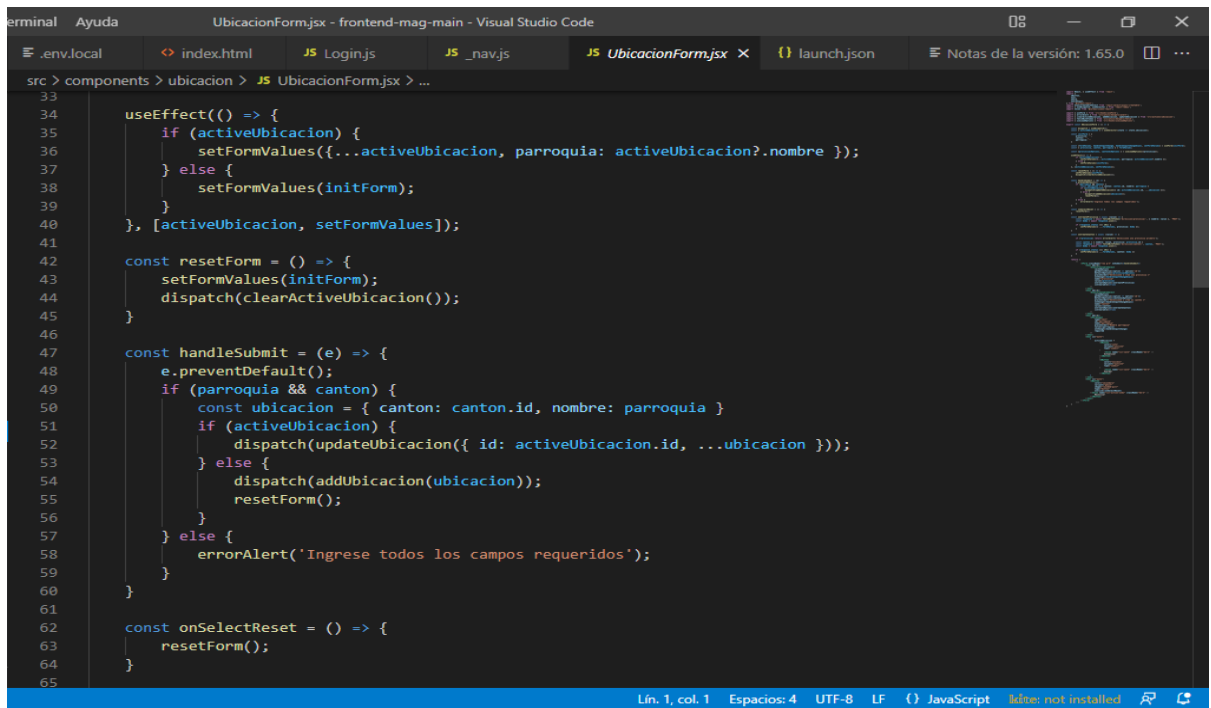 erminal Ayuda UbicacionForm.jsx - frontend-mag-main - Visual Studio Code
.env.local <> index.html JS Login.js JS _nav.js JS UbicacionForm.jsx {} launch.json Notas de la versión: 1.65.0 ...
src > components > ubicacion > JS UbicacionForm.jsx > ...
33
34 useEffect(() => {
35 if (activeUbicacion) {
36 setFormValues({...activeUbicacion, parroquia: activeUbicacion?.nombre });
37 } else {
38 setFormValues(initForm);
39 }
40 }, [activeUbicacion, setFormValues]);
41
42 const resetForm = () => {
43 setFormValues(initForm);
44 dispatch(clearActiveUbicacion());
45 }
46
47 const handleSubmit = (e) => {
48 e.preventDefault();
49 if (parroquia && canton) {
50 const ubicacion = { canton: canton.id, nombre: parroquia }
51 if (activeUbicacion) {
52 dispatch(updateUbicacion({ id: activeUbicacion.id, ...ubicacion }));
53 } else {
54 dispatch(addUbicacion(ubicacion));
55 resetForm();
56 }
57 } else {
58 errorAlert('Ingrese todos los campos requeridos');
59 }
60 }
61
62 const onSelectReset = () => {
63 resetForm();
64 }
65
Lín. 1, col. 1 Espacios: 4 UTF-8 LF {} JavaScript kite: not installed